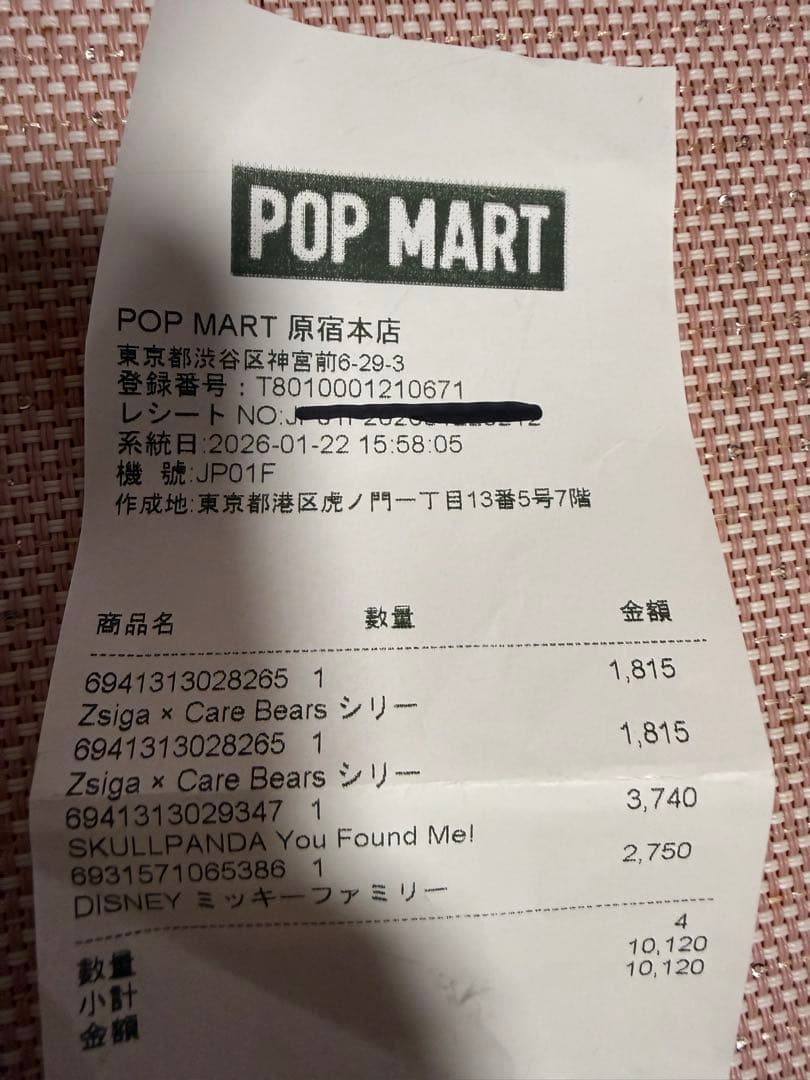 POP MART
POP MART 原宿本店
東京都渋谷区神宮前6-29-3
登録番号：T8010001210671
レシート NO:
系統日:2026-01-22 15:58:05
機 號:JP01F
作成地:東京都港区虎ノ門一丁目13番5号7階
商品名 數量 金額
6941313028265 1 1,815
Zsiga × Care Bears シリー
6941313028265 1 1,815
Zsiga × Care Bears シリー
6941313029347 1 3,740
SKULLPANDA You Found Me!
6931571065386 1 2,750
DISNEY ミッキーファミリー
數量 4
小計 10,120
金額 10,120